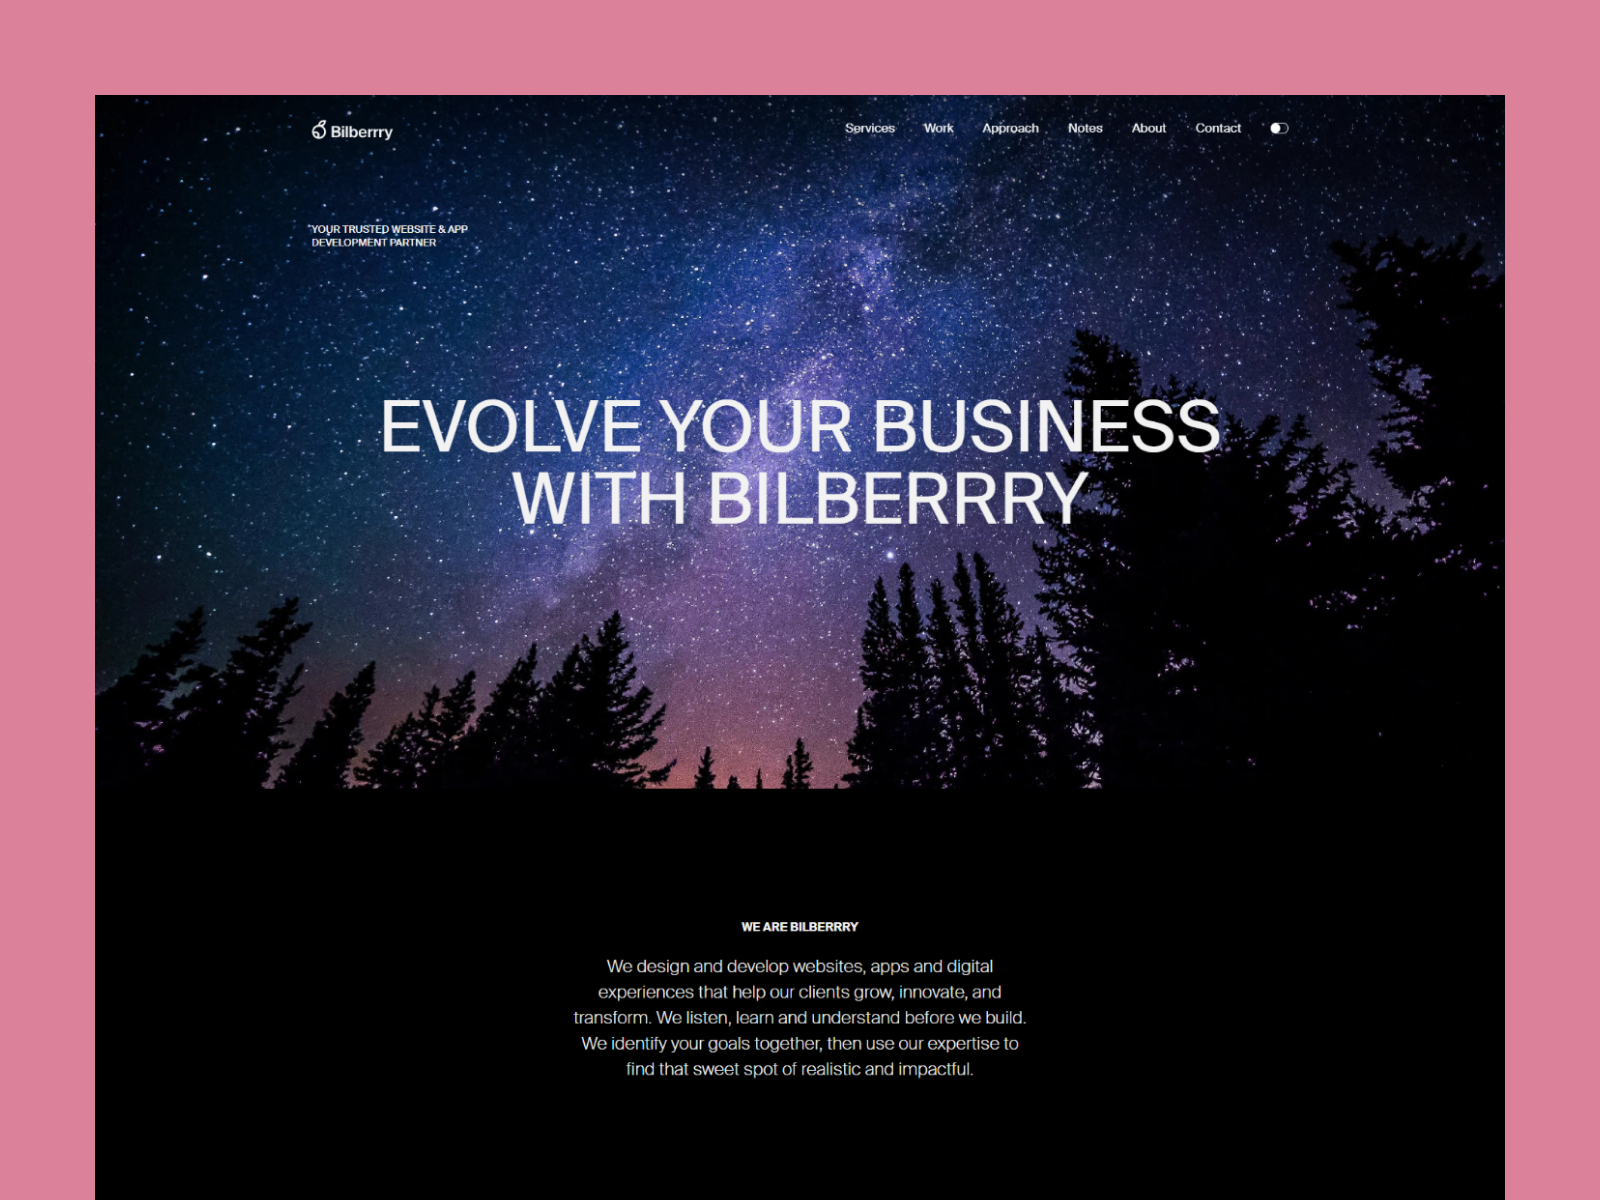 Bilberrry
Services Work Approach Notes About Contact
YOUR TRUSTED WEBSITE & APP
DEVELOPMENT PARTNER
EVOLVE YOUR BUSINESS
WITH BILBERRRY
WE ARE BILBERRRY
We design and develop websites, apps and digital
experiences that help our clients grow, innovate, and
transform. We listen, learn and understand before we build.
We identify your goals together, then use our expertise to
find that sweet spot of realistic and impactful.